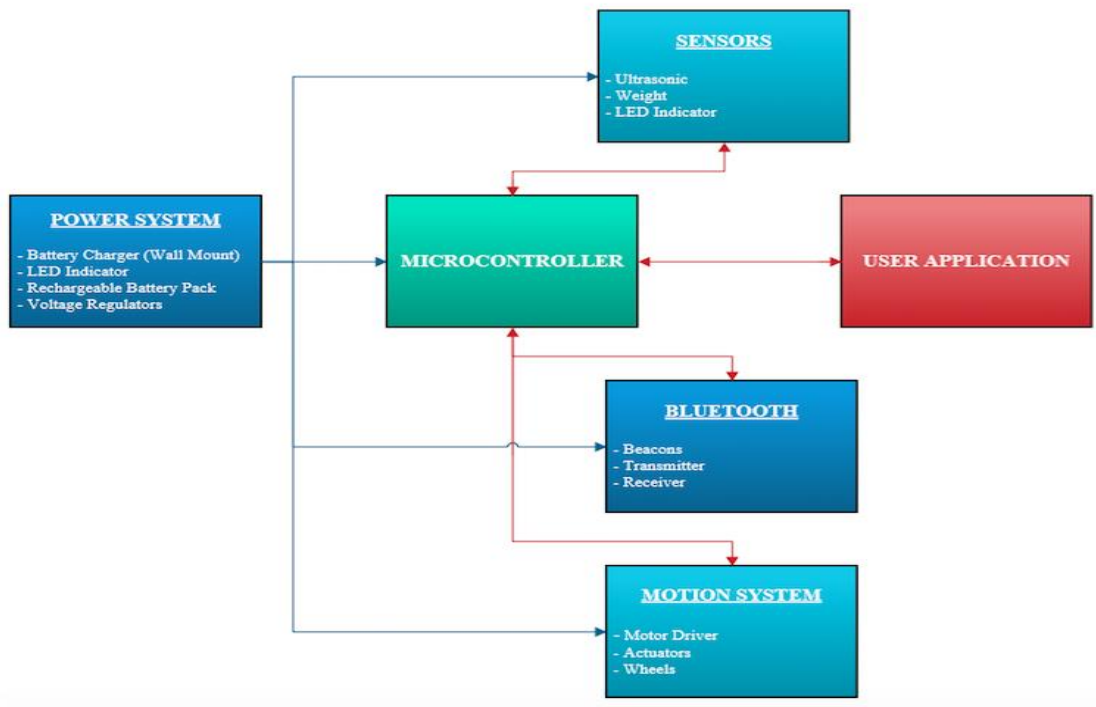 SENSORS
- Ultrasonic
- Weight
- LED Indicator
POWER SYSTEM
- Battery Charger (Wall Mount)
- LED Indicator
- Rechargeable Battery Pack
- Voltage Regulators
MICROCONTROLLER
USER APPLICATION
BLUETOOTH
- Beacons
- Transmitter
- Receiver
MOTION SYSTEM
- Motor Driver
- Actuators
- Wheels